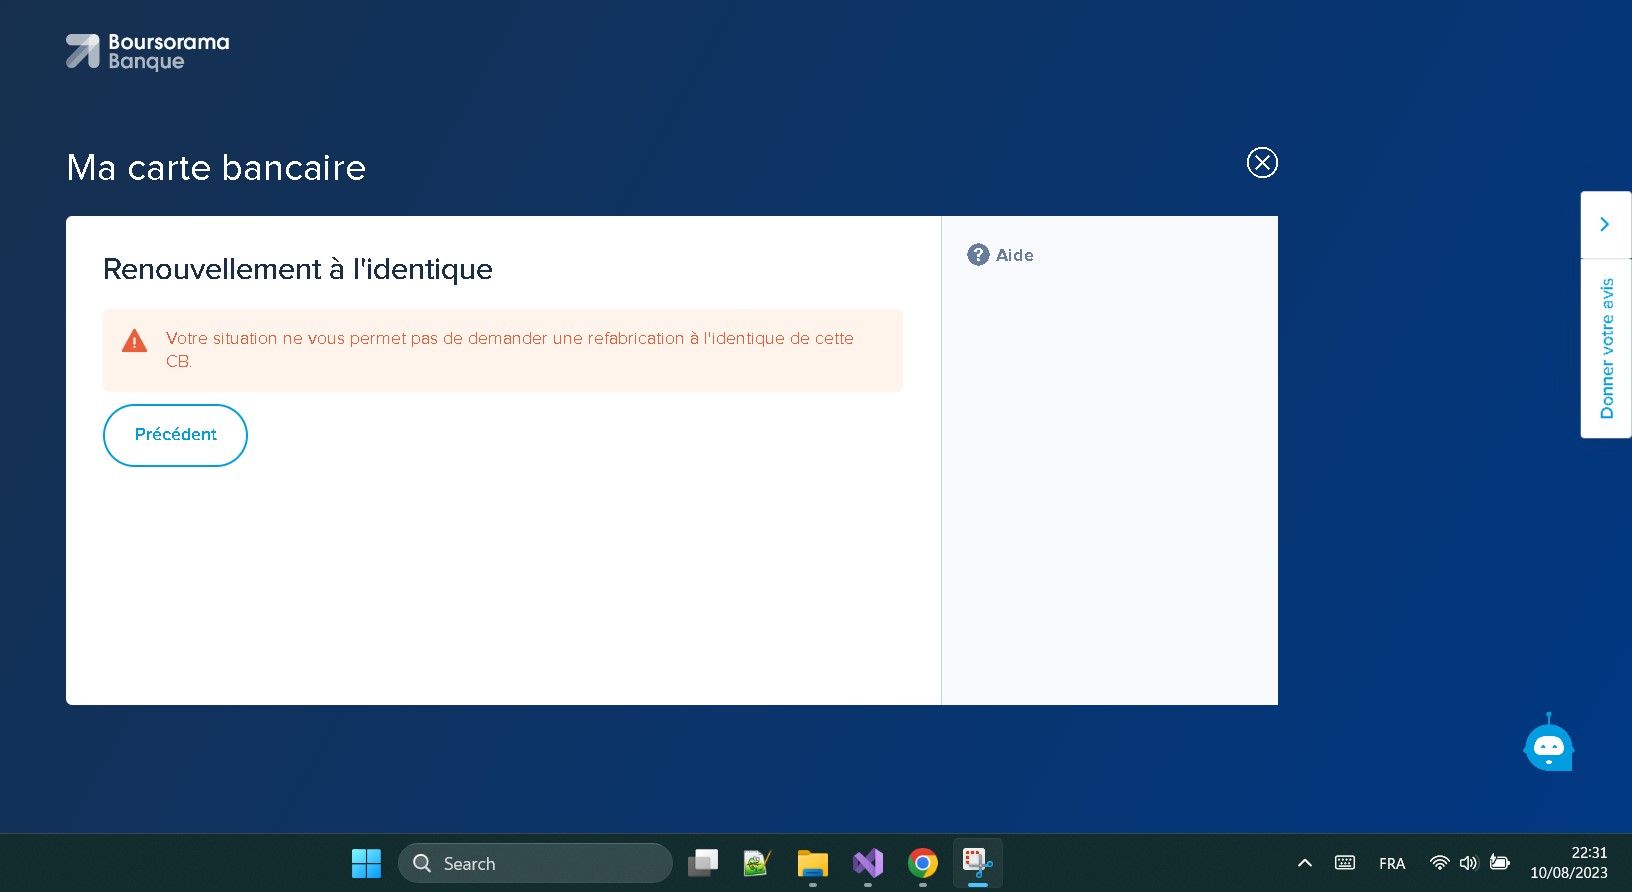 Boursorama
Banque
Ma carte bancaire
Renouvellement à l'identique
Aide
Votre situation ne vous permet pas de demander une refabrication à l'identique de cette
CB.
Précédent
Donner votre avis
Search
FRA
22:31
10/08/2023